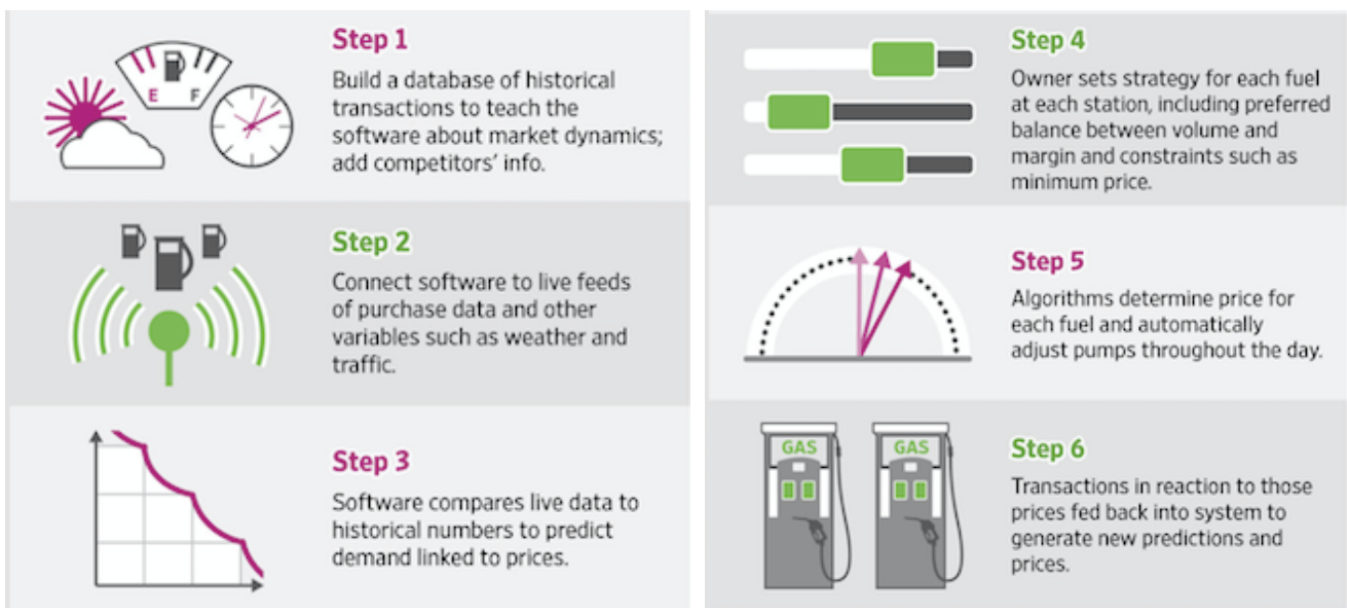 E F
Step 1
Build a database of historical
transactions to teach the
software about market dynamics;
add competitors’ info.
Step 2
Connect software to live feeds
of purchase data and other
variables such as weather and
traffic.
Step 3
Software compares live data to
historical numbers to predict
demand linked to prices.
Step 4
Owner sets strategy for each fuel
at each station, including preferred
balance between volume and
margin and constraints such as
minimum price.
Step 5
Algorithms determine price for
each fuel and automatically
adjust pumps throughout the day.
GAS GAS
Step 6
Transactions in reaction to those
prices fed back into system to
generate new predictions and
prices.